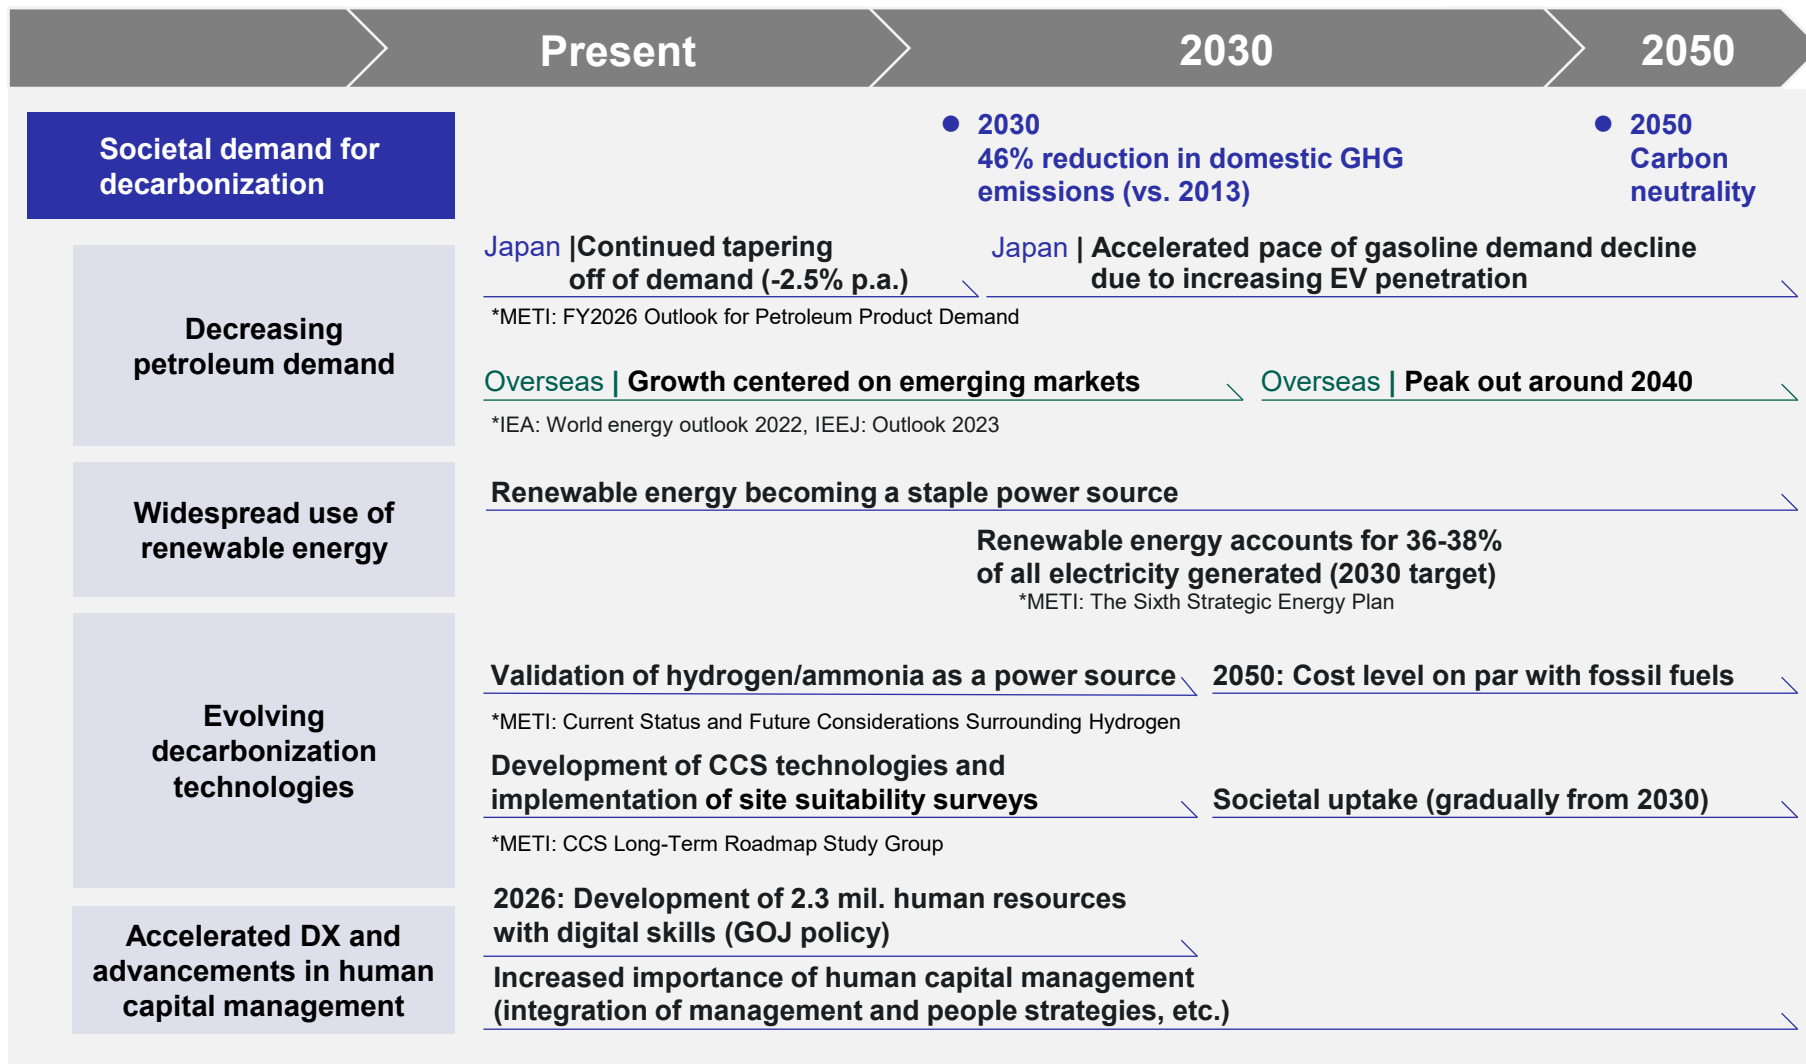 Present
2030
2050
Societal demand for
decarbonization
● 2030
46% reduction in domestic GHG
emissions (vs. 2013)
● 2050
Carbon
neutrality
Decreasing
petroleum demand
Japan |Continued tapering
off of demand (-2.5% p.a.)
Japan | Accelerated pace of gasoline demand decline
due to increasing EV penetration
*METI: FY2026 Outlook for Petroleum Product Demand
Overseas | Growth centered on emerging markets
Overseas | Peak out around 2040
*IEA: World energy outlook 2022, IEEJ: Outlook 2023
Widespread use of
renewable energy
Renewable energy becoming a staple power source
Renewable energy accounts for 36-38%
of all electricity generated (2030 target)
*METI: The Sixth Strategic Energy Plan
Evolving
decarbonization
technologies
Validation of hydrogen/ammonia as a power source
2050: Cost level on par with fossil fuels
*METI: Current Status and Future Considerations Surrounding Hydrogen
Development of CCS technologies and
implementation of site suitability surveys
Societal uptake (gradually from 2030)
*METI: CCS Long-Term Roadmap Study Group
Accelerated DX and
advancements in human
capital management
2026: Development of 2.3 mil. human resources
with digital skills (GOJ policy)
Increased importance of human capital management
(integration of management and people strategies, etc.)